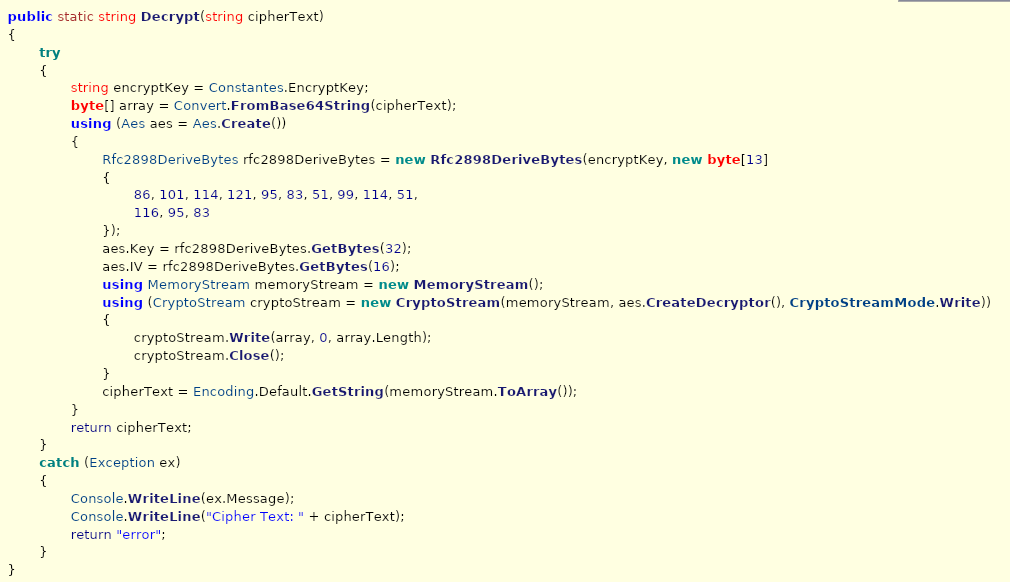 public static string Decrypt(string cipherText)
{
try
{
string encryptKey = Constantes.EncryptKey;
byte[] array = Convert.FromBase64String(cipherText);
using (Aes aes = Aes.Create())
{
Rfc2898DeriveBytes rfc2898DeriveBytes = new Rfc2898DeriveBytes(encryptKey, new byte[13]
{
86, 101, 114, 121, 95, 83, 51, 99, 114, 51,
116, 95, 83
});
aes.Key = rfc2898DeriveBytes.GetBytes(32);
aes.IV = rfc2898DeriveBytes.GetBytes(16);
using MemoryStream memoryStream = new MemoryStream();
using (CryptoStream cryptoStream = new CryptoStream(memoryStream, aes.CreateDecryptor(), CryptoStreamMode.Write))
{
cryptoStream.Write(array, 0, array.Length);
cryptoStream.Close();
}
cipherText = Encoding.Default.GetString(memoryStream.ToArray());
}
return cipherText;
}
catch (Exception ex)
{
Console.WriteLine(ex.Message);
Console.WriteLine("Cipher Text: " + cipherText);
return "error";
}
}